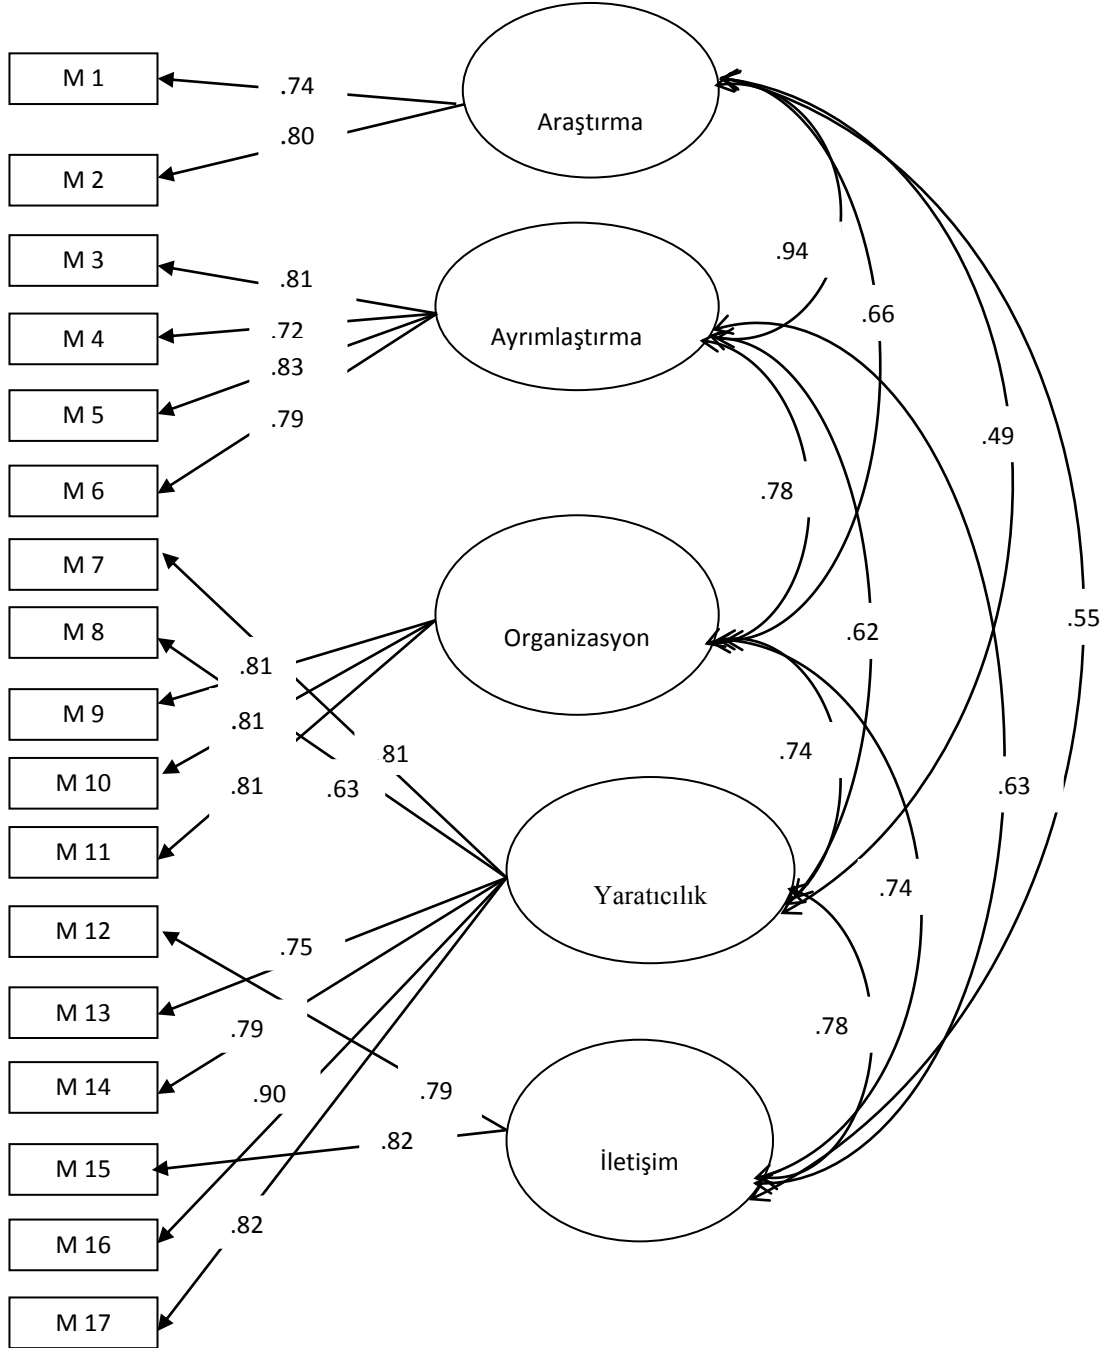 M 1
.74
Araştırma
.80
M 2
M 3
.81
.94
M 4
.72
Ayrımlaştırma
.66
.83
M 5
.79
.49
M 6
.78
M 7
M 8
Organizasyon
.62
.55
.81
M 9
.81
.74
81
M 10
.81
.63
.63
M 11
Yaratıcılık
.74
M 12
.75
M 13
.79
.78
M 14
.90
.79
.82
M 15
İletişim
M 16
.82
M 17